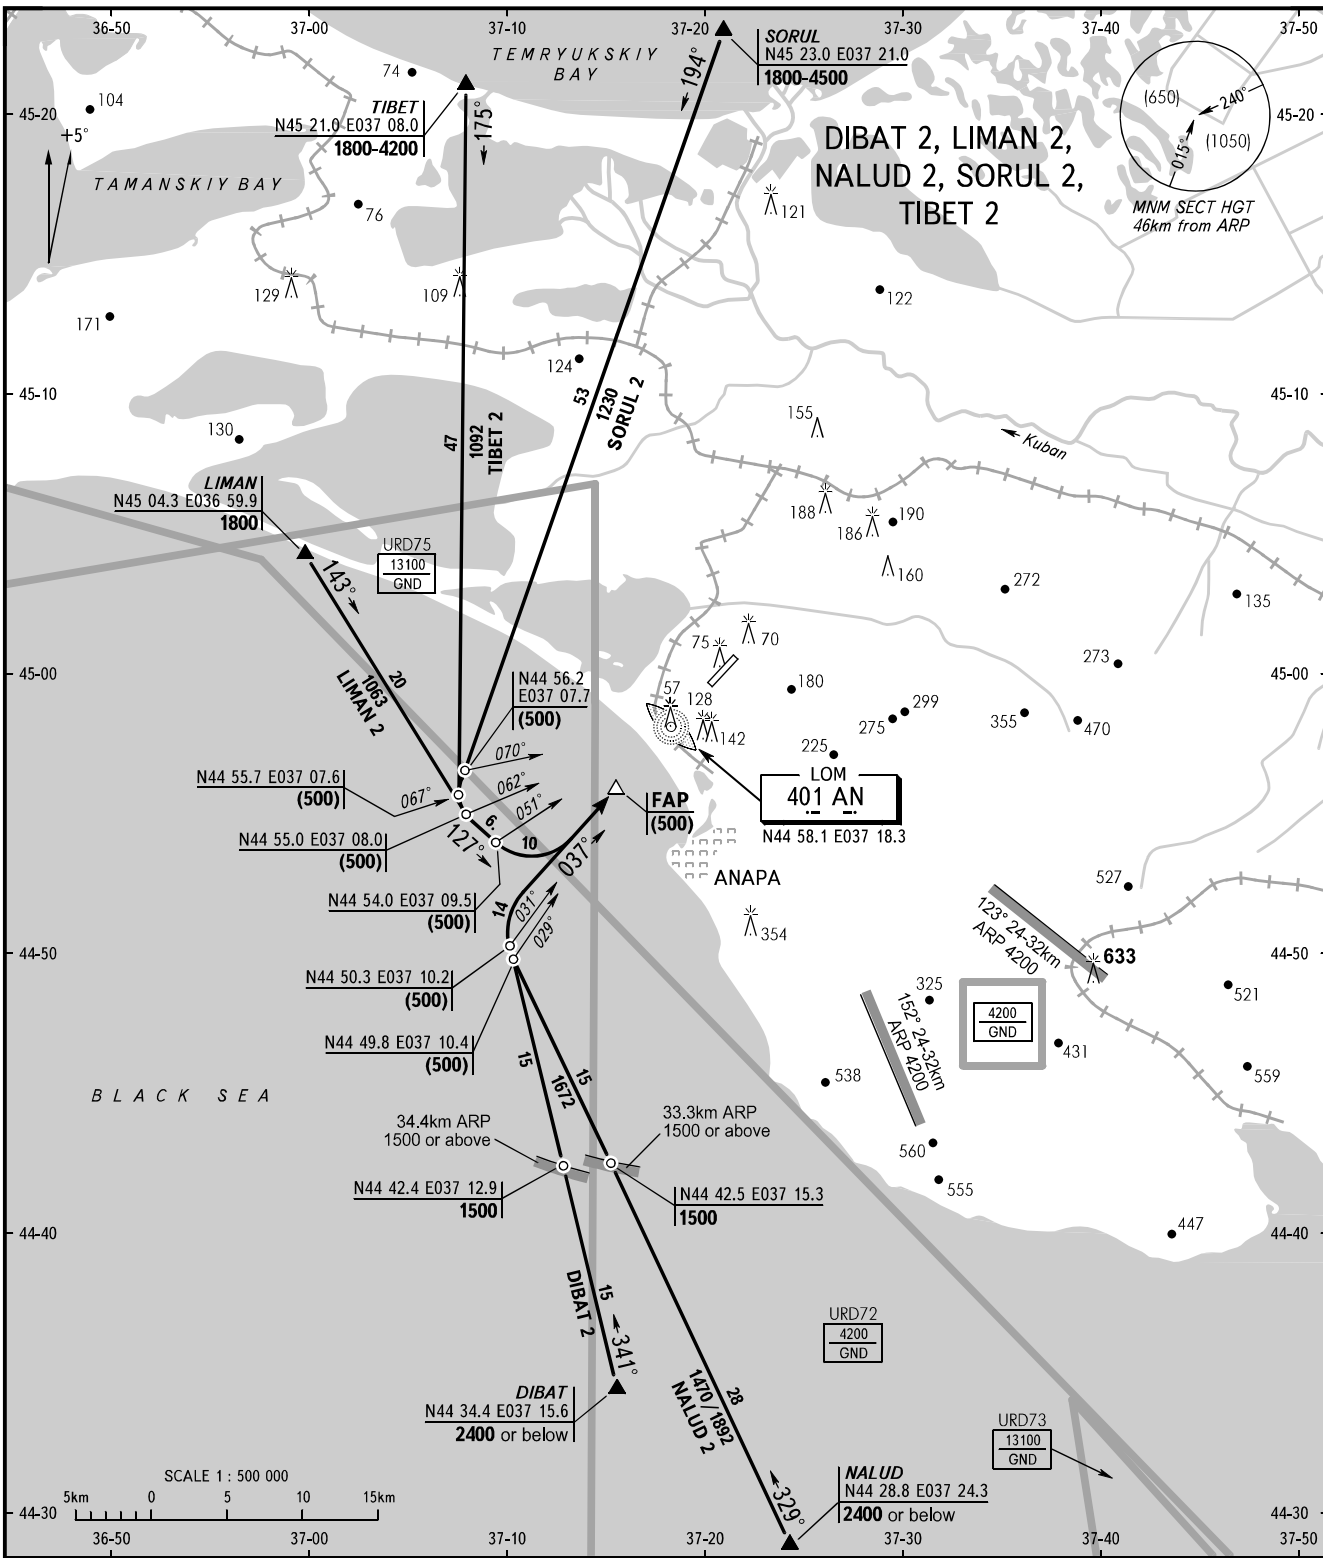 36-50
37-00
37-10
37-20
37-30
37-40
37-50
TEMRYUKSKIY
BAY
SORUL
N45 23.0 E037 21.0
1800-4500
194°
74
104
TIBET
N45 21.0 E037 08.0
1800-4200
175°
45-20
45-20
+5°
TAMANSKIY BAY
76
DIBAT 2, LIMAN 2,
NALUD 2, SORUL 2,
TIBET 2
(650)
240°
(1050)
015°
MNM SECT HGT
46km from ARP
121
129
109
122
171
124
45-10
45-10
53
1230
SORUL 2
47
1092
TIBET 2
130
155
Kuban
LIMAN
N45 04.3 E036 59.9
1800
188
186
190
160
URD75
13100
GND
143°
272
135
75
70
273
45-00
45-00
20
1063
LIMAN 2
N44 56.2
E037 07.7
(500)
57
128
142
180
299
275
355
470
225
070°
N44 55.7 E037 07.6
(500)
067°
062°
051°
LOM
401 AN
N44 58.1 E037 18.3
FAP
(500)
N44 55.0 E037 08.0
(500)
127°
6.
10
037°
ANAPA
N44 54.0 E037 09.5
(500)
14
031°
029°
527
354
123° 24-32km
ARP 4200
633
44-50
44-50
N44 50.3 E037 10.2
(500)
325
152° 24-32km
ARP 4200
4200
GND
521
N44 49.8 E037 10.4
(500)
431
559
15
1672
15
538
BLACK SEA
34.4km ARP
1500 or above
33.3km ARP
1500 or above
560
555
N44 42.4 E037 12.9
1500
N44 42.5 E037 15.3
1500
447
44-40
44-40
DIBAT 2
15
341°
URD72
4200
GND
DIBAT
N44 34.4 E037 15.6
2400 or below
28
1470/1892
NALUD 2
URD73
13100
GND
SCALE 1 : 500 000
5km
0
5
10
15km
329°
NALUD
N44 28.8 E037 24.3
2400 or below
44-30
44-30
36-50
37-00
37-10
37-20
37-30
37-40
37-50